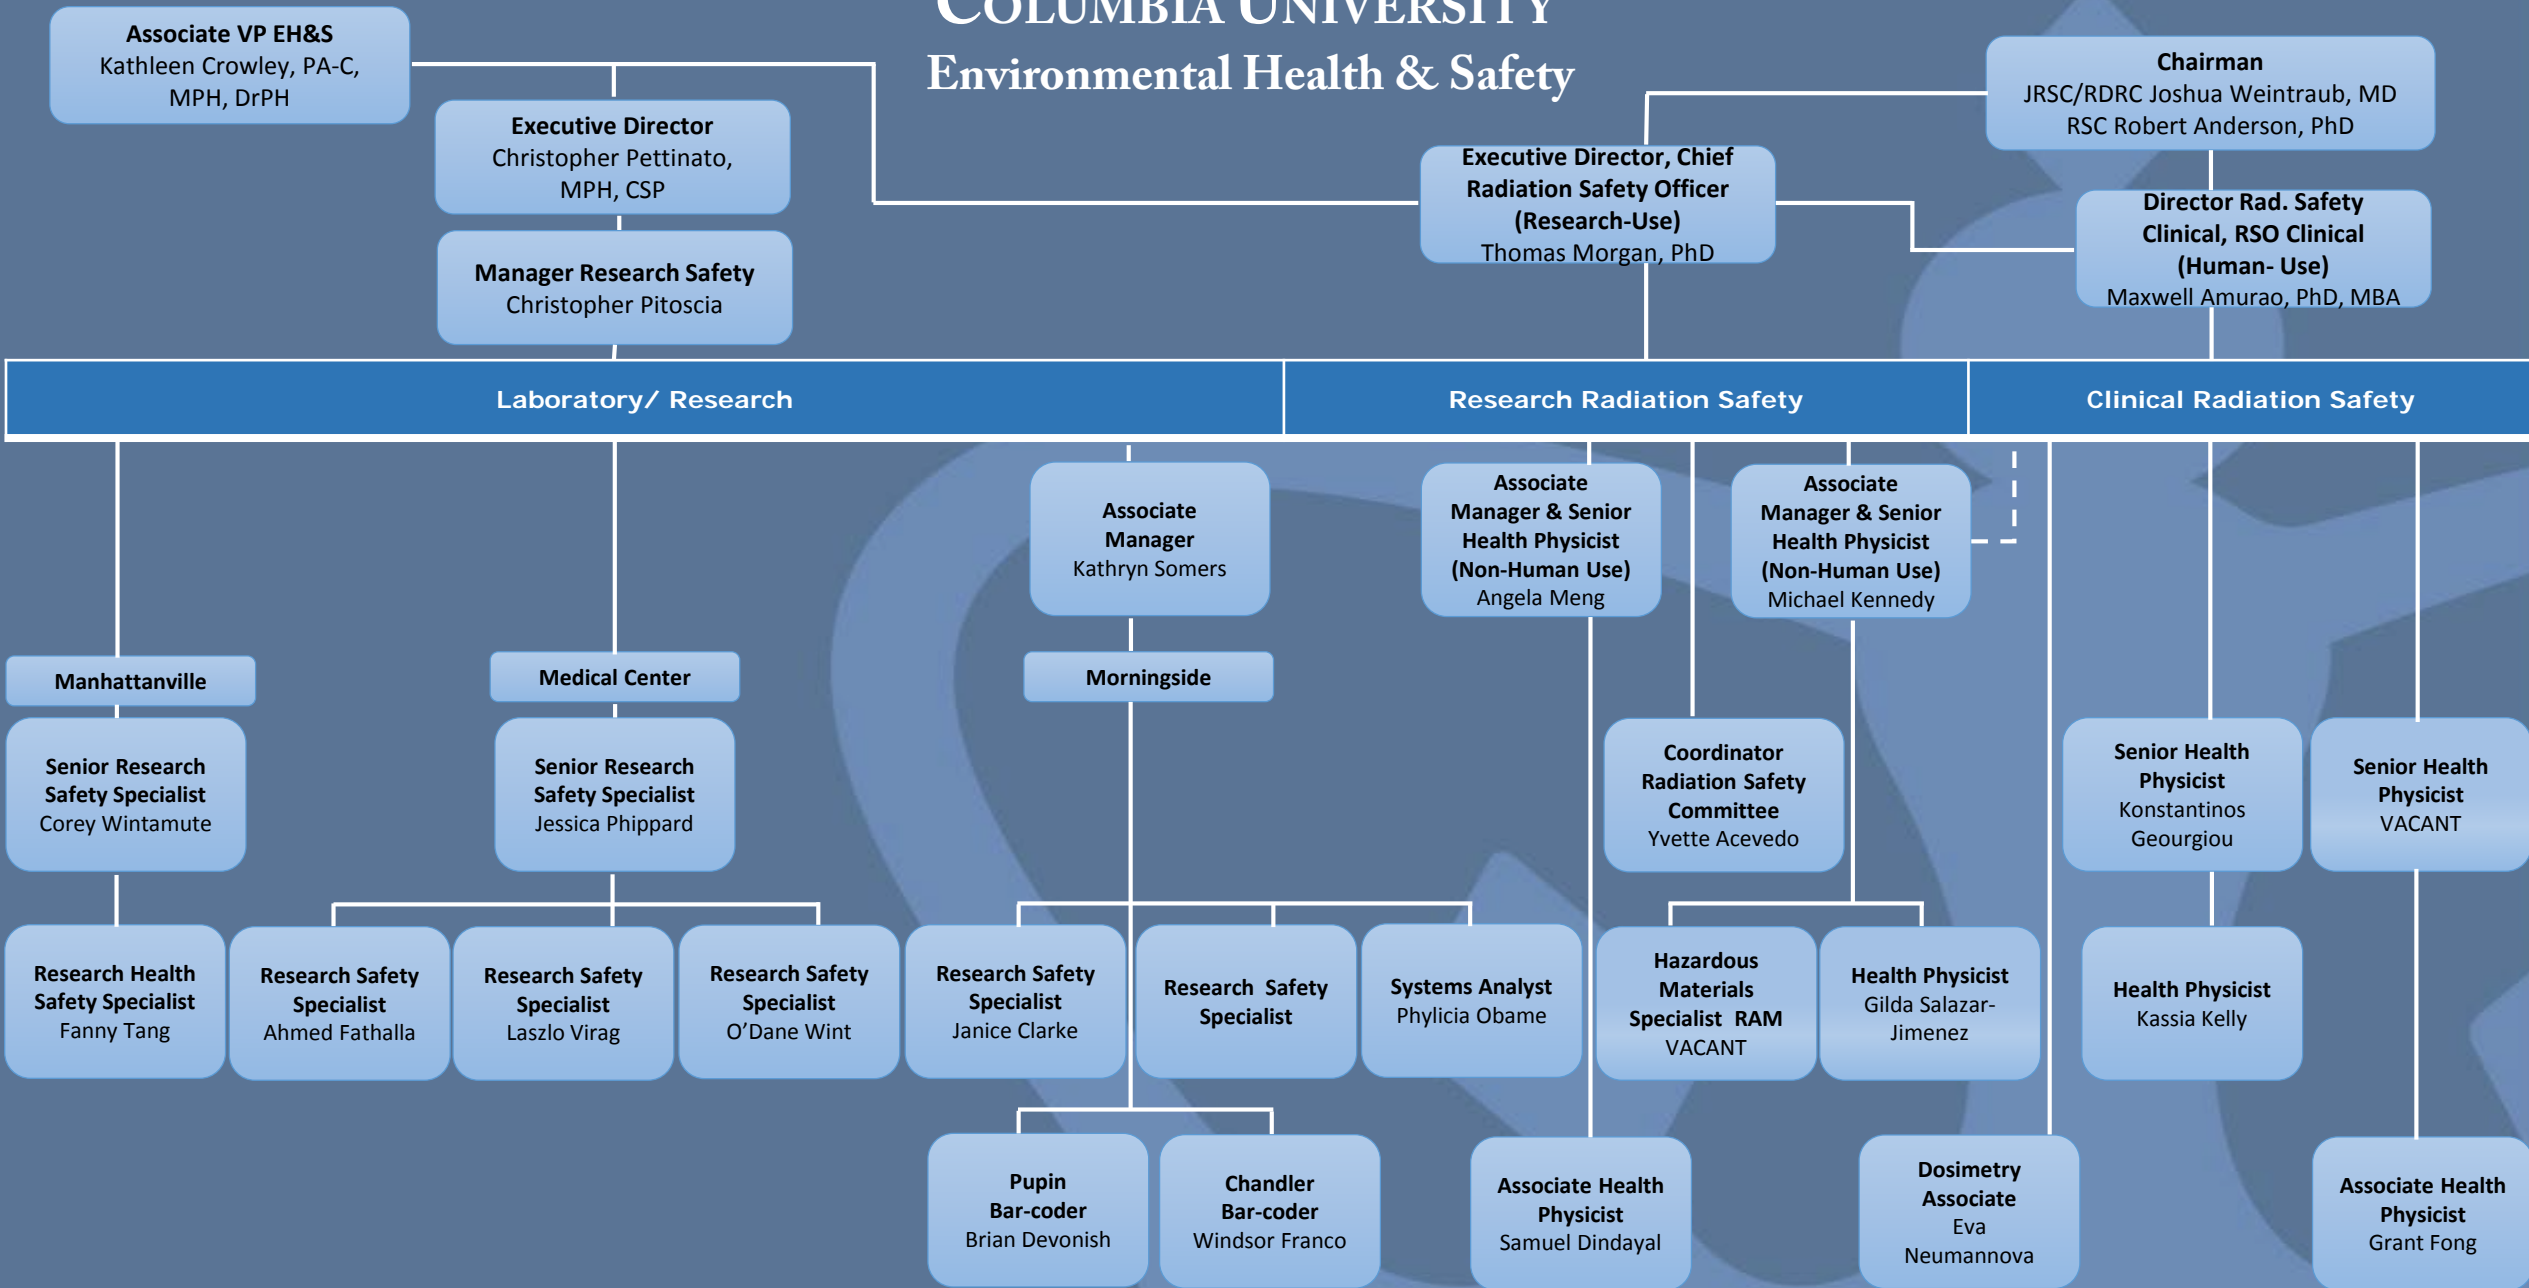 COLUMBIA UNIVERSITY
Environmental Health & Safety
Associate VP EH&S
Kathleen Crowley, PA-C,
MPH, DrPH
Executive Director
Christopher Pettinato,
MPH, CSP
Manager Research Safety
Christopher Pitoscia
Chairman
JRSC/RDRC Joshua Weintraub, MD
RSC Robert Anderson, PhD
Executive Director, Chief
Radiation Safety Officer
(Research-Use)
Thomas Morgan, PhD
Director Rad. Safety
Clinical, RSO Clinical
(Human- Use)
Maxwell Amurao, PhD, MBA
Laboratory/ Research
Research Radiation Safety
Clinical Radiation Safety
Associate
Manager
Kathryn Somers
Associate
Manager & Senior
Health Physicist
(Non-Human Use)
Angela Meng
Associate
Manager & Senior
Health Physicist
(Non-Human Use)
Michael Kennedy
Manhattanville
Medical Center
Morningside
Senior Research
Safety Specialist
Corey Wintamute
Senior Research
Safety Specialist
Jessica Phippard
Coordinator
Radiation Safety
Committee
Yvette Acevedo
Senior Health
Physicist
Konstantinos
Geourgiou
Senior Health
Physicist
VACANT
Research Health
Safety Specialist
Fanny Tang
Research Safety
Specialist
Ahmed Fathalla
Research Safety
Specialist
Laszlo Virag
Research Safety
Specialist
O’Dane Wint
Research Safety
Specialist
Janice Clarke
Research Safety
Specialist
Systems Analyst
Phylicia Obame
Hazardous
Materials
Specialist RAM
VACANT
Health Physicist
Gilda Salazar-
Jimenez
Health Physicist
Kassia Kelly
Pupin
Bar-coder
Brian Devonish
Chandler
Bar-coder
Windsor Franco
Associate Health
Physicist
Samuel Dindayal
Dosimetry
Associate
Eva
Neumannova
Associate Health
Physicist
Grant Fong